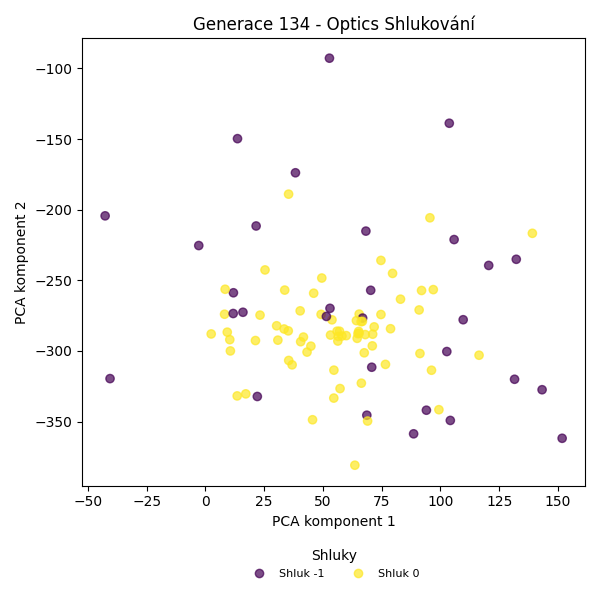 Generace 134 - Optics Shlukování
−100
−150
−200
−250
−300
−350
PCA komponent 2
−50
−25
0
25
50
75
100
125
150
PCA komponent 1
Shluky
Shluk -1
Shluk 0